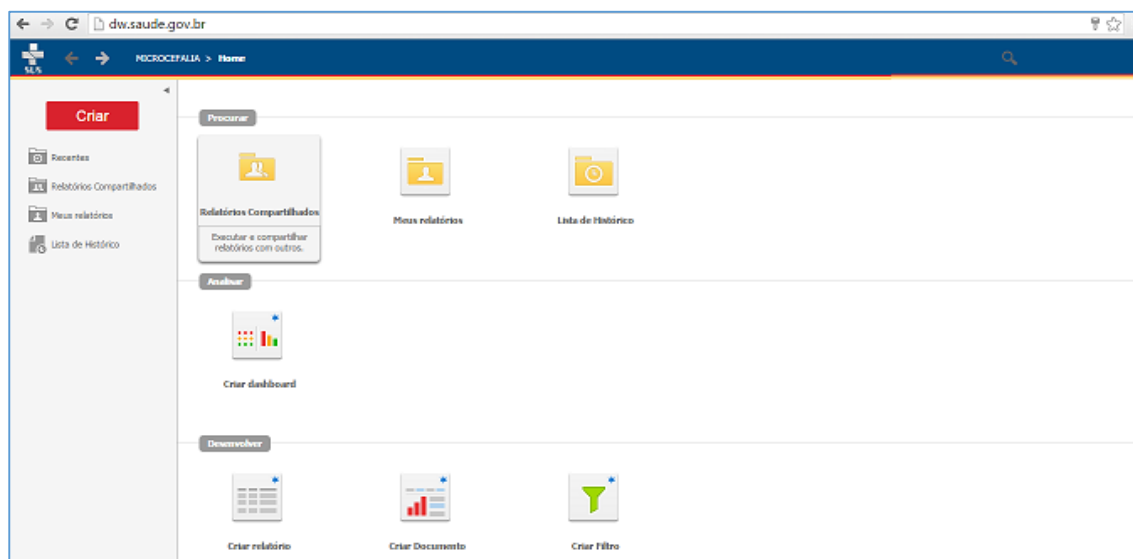 dw.saude.gov.br
SUS
MICROCEFALIA > Home
Criar
Recentes
Relatórios Compartilhados
Meus relatórios
Lista de Histórico
Procurar
Relatórios Compartilhados
Executar e compartilhar
relatórios com outros.
Meus relatórios
Lista de Histórico
Analisar
Criar dashboard
Desenvolver
Criar relatório
Criar Documento
Criar Filtro